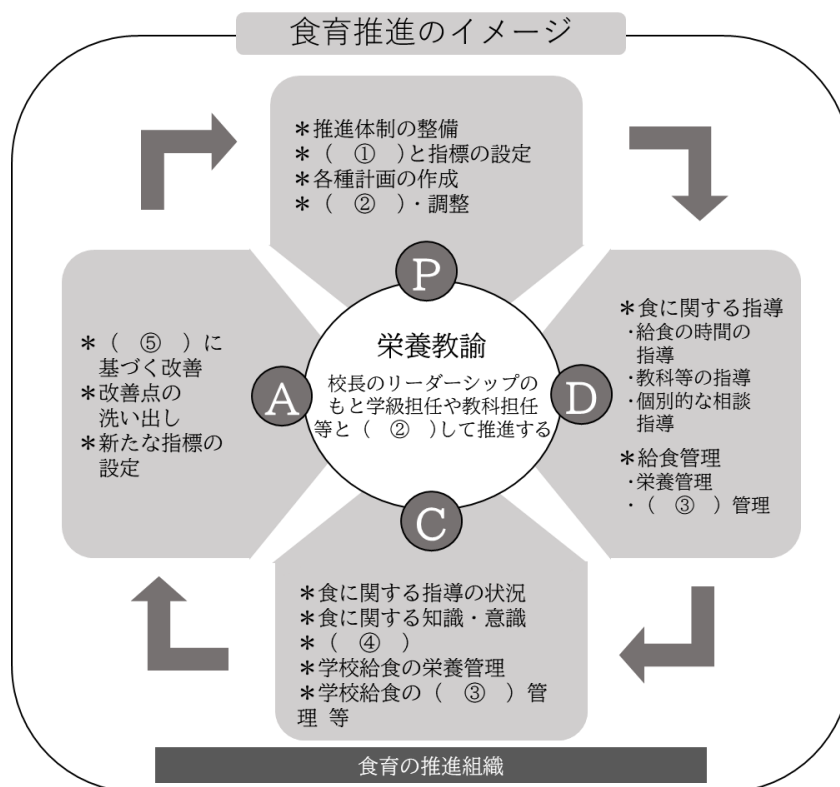 食育推進のイメージ
＊推進体制の整備
＊（　①　）と指標の設定
＊各種計画の作成
＊（　②　）・調整
P
＊食に関する指導
・給食の時間の
指導
・教科等の指導
・個別的な相談
指導
＊給食管理
・栄養管理
・（　③　）管理
D
栄養教諭
校長のリーダーシップの
もと学級担任や教科担任
等と（　②　）して推進する
C
＊食に関する指導の状況
＊食に関する知識・意識
＊（　④　）
＊学校給食の栄養管理
＊学校給食の（　③　）管
理 等
A
＊（　⑤　）に
基づく改善
＊改善点の
洗い出し
＊新たな指標の
設定
食育の推進組織